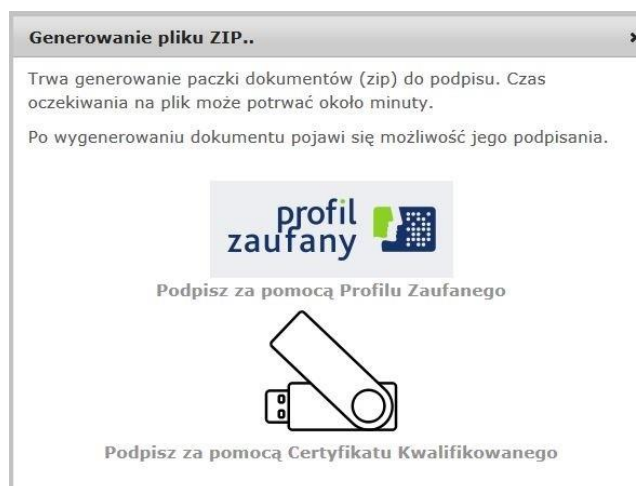 Generowanie pliku ZIP..
Trwa generowanie paczki dokumentów (zip) do podpisu. Czas
oczekiwania na plik może potrwać około minuty.
Po wygenerowaniu dokumentu pojawi się możliwość jego podpisania.
profil
zaufany
Podpisz za pomocą Profilu Zaufanego
Podpisz za pomocą Certyfikatu Kwalifikowanego